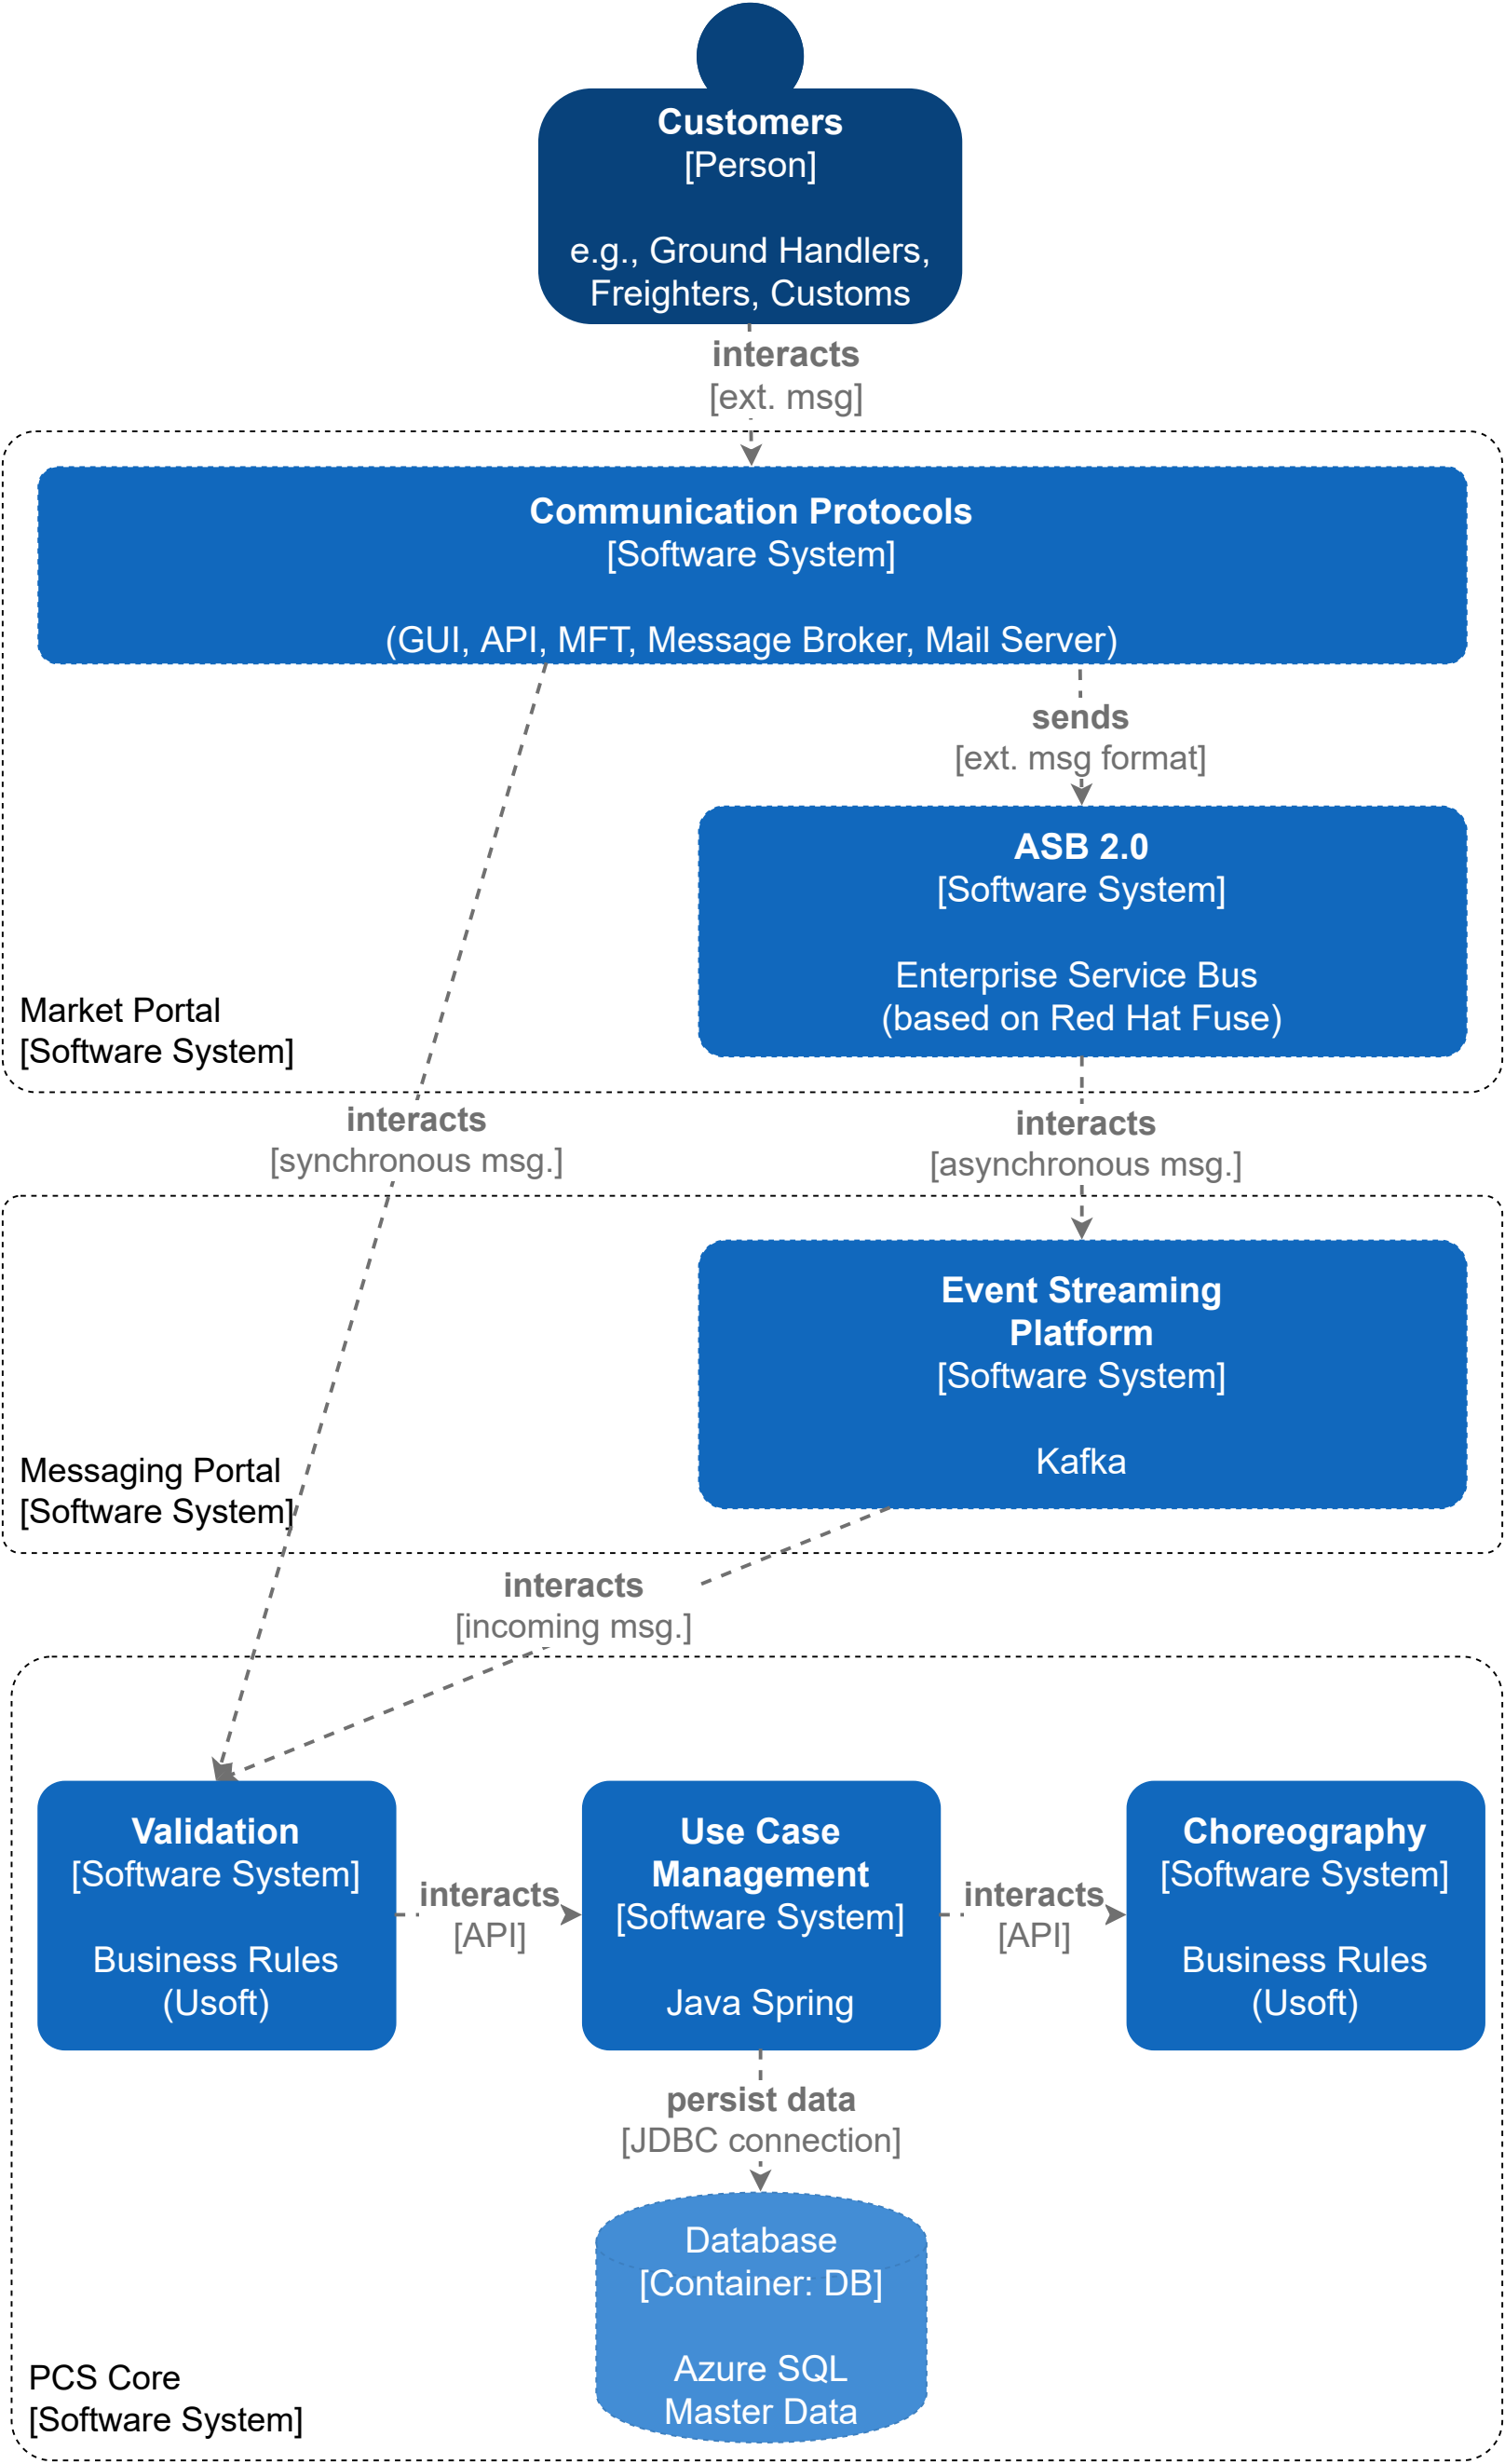 Customers
[Person]
e.g., Ground Handlers,
Freighters, Customs
interacts
[ext. msg]
Communication Protocols
[Software System]
(GUI, API, MFT, Message Broker, Mail Server)
sends
[ext. msg format]
ASB 2.0
[Software System]
Enterprise Service Bus
(based on Red Hat Fuse)
Market Portal
[Software System]
interacts
[synchronous msg.]
interacts
[asynchronous msg.]
Event Streaming
Platform
[Software System]
Kafka
Messaging Portal
[Software System]
interacts
[incoming msg.]
Validation
[Software System]
Business Rules
(Usoft)
interacts
[API]
Use Case
Management
[Software System]
Java Spring
interacts
[API]
Choreography
[Software System]
Business Rules
(Usoft)
persist data
[JDBC connection]
Database
[Container: DB]
Azure SQL
Master Data
PCS Core
[Software System]